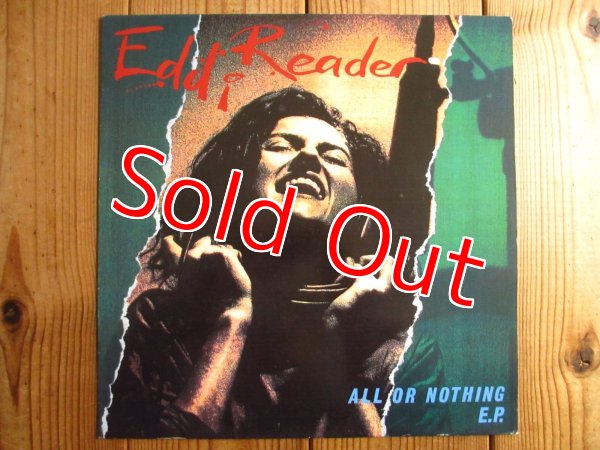 Eddi Reader
Sold Out
ALL OR NOTHING
E.P.